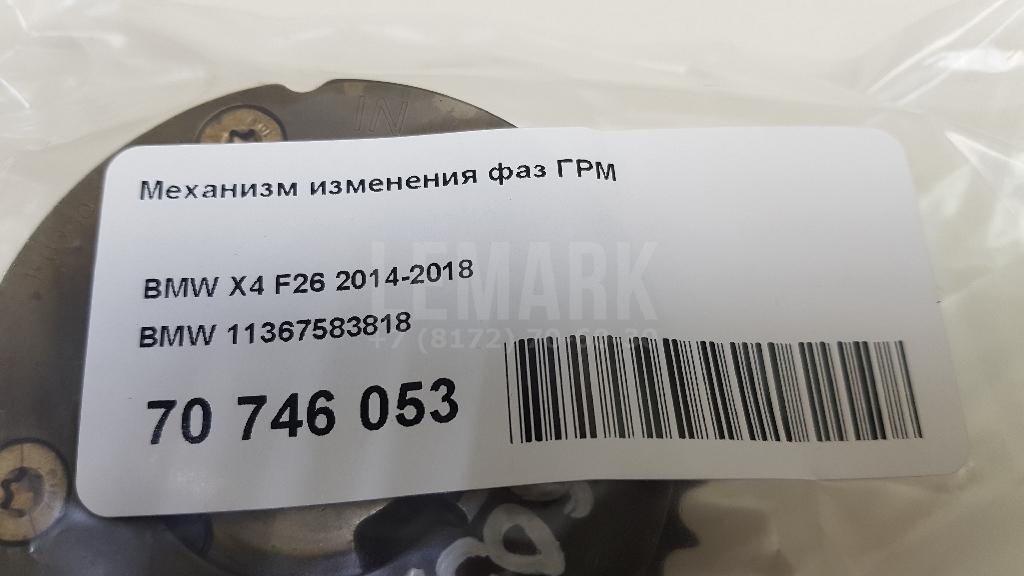 IN
Механизм изменения фаз ГРМ
BMW X4 F26 2014-2018
LEMARK
BMW 11367583818
70 746 053